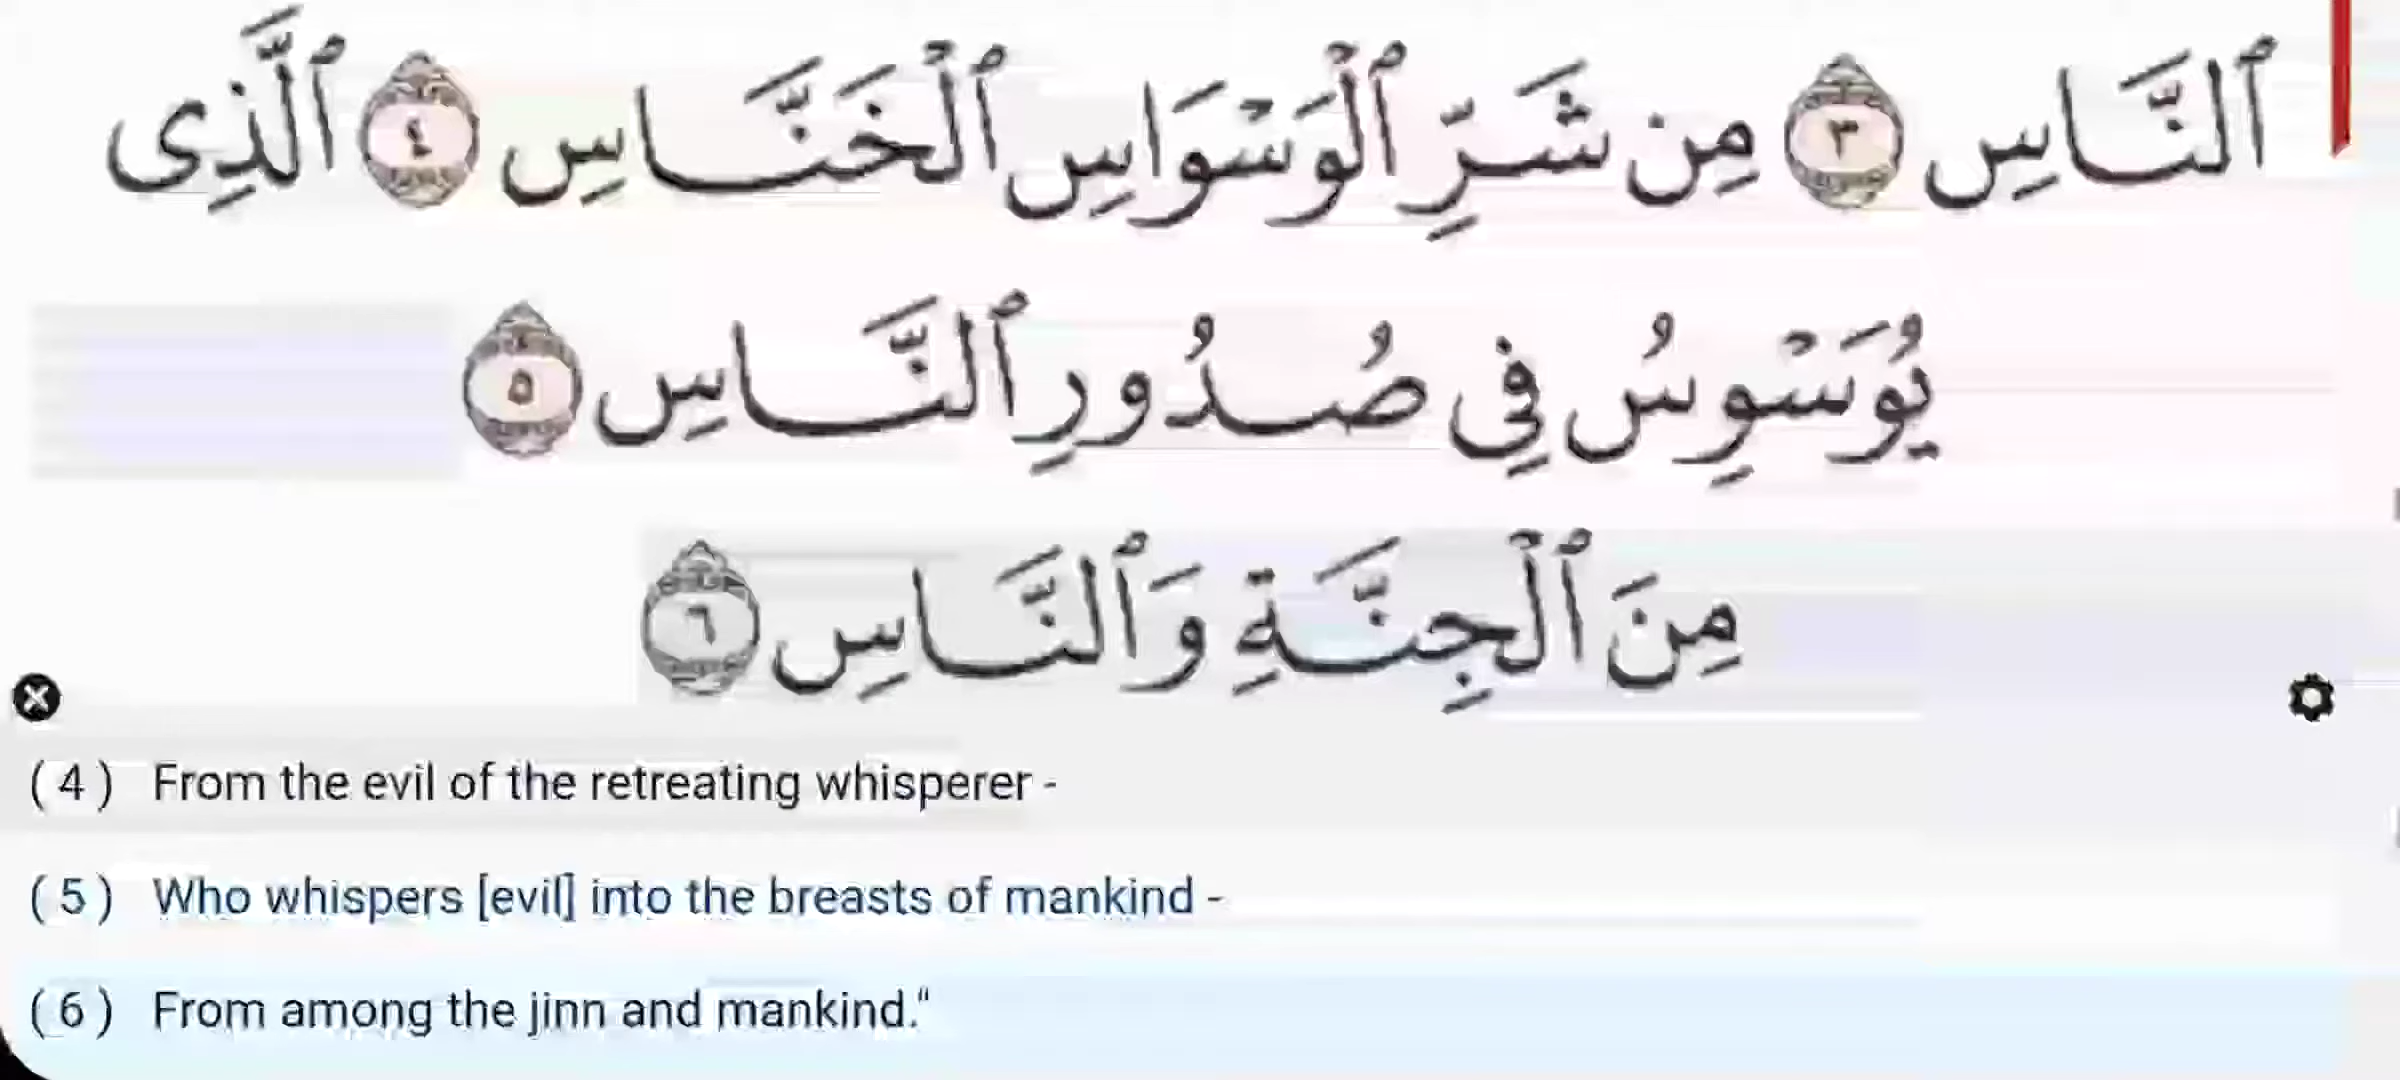 ٱلنَّاسِ ٣ مِن شَرِّ ٱلْوَسْوَاسِ ٱلْخَنَّاسِ ٤ ٱلَّذِى
يُوَسْوِسُ فِى صُدُورِ ٱلنَّاسِ ٥
مِنَ ٱلْجِنَّةِ وَٱلنَّاسِ ٦
( 4 ) From the evil of the retreating whisperer -
( 5 ) Who whispers [evil] into the breasts of mankind -
( 6 ) From among the jinn and mankind."